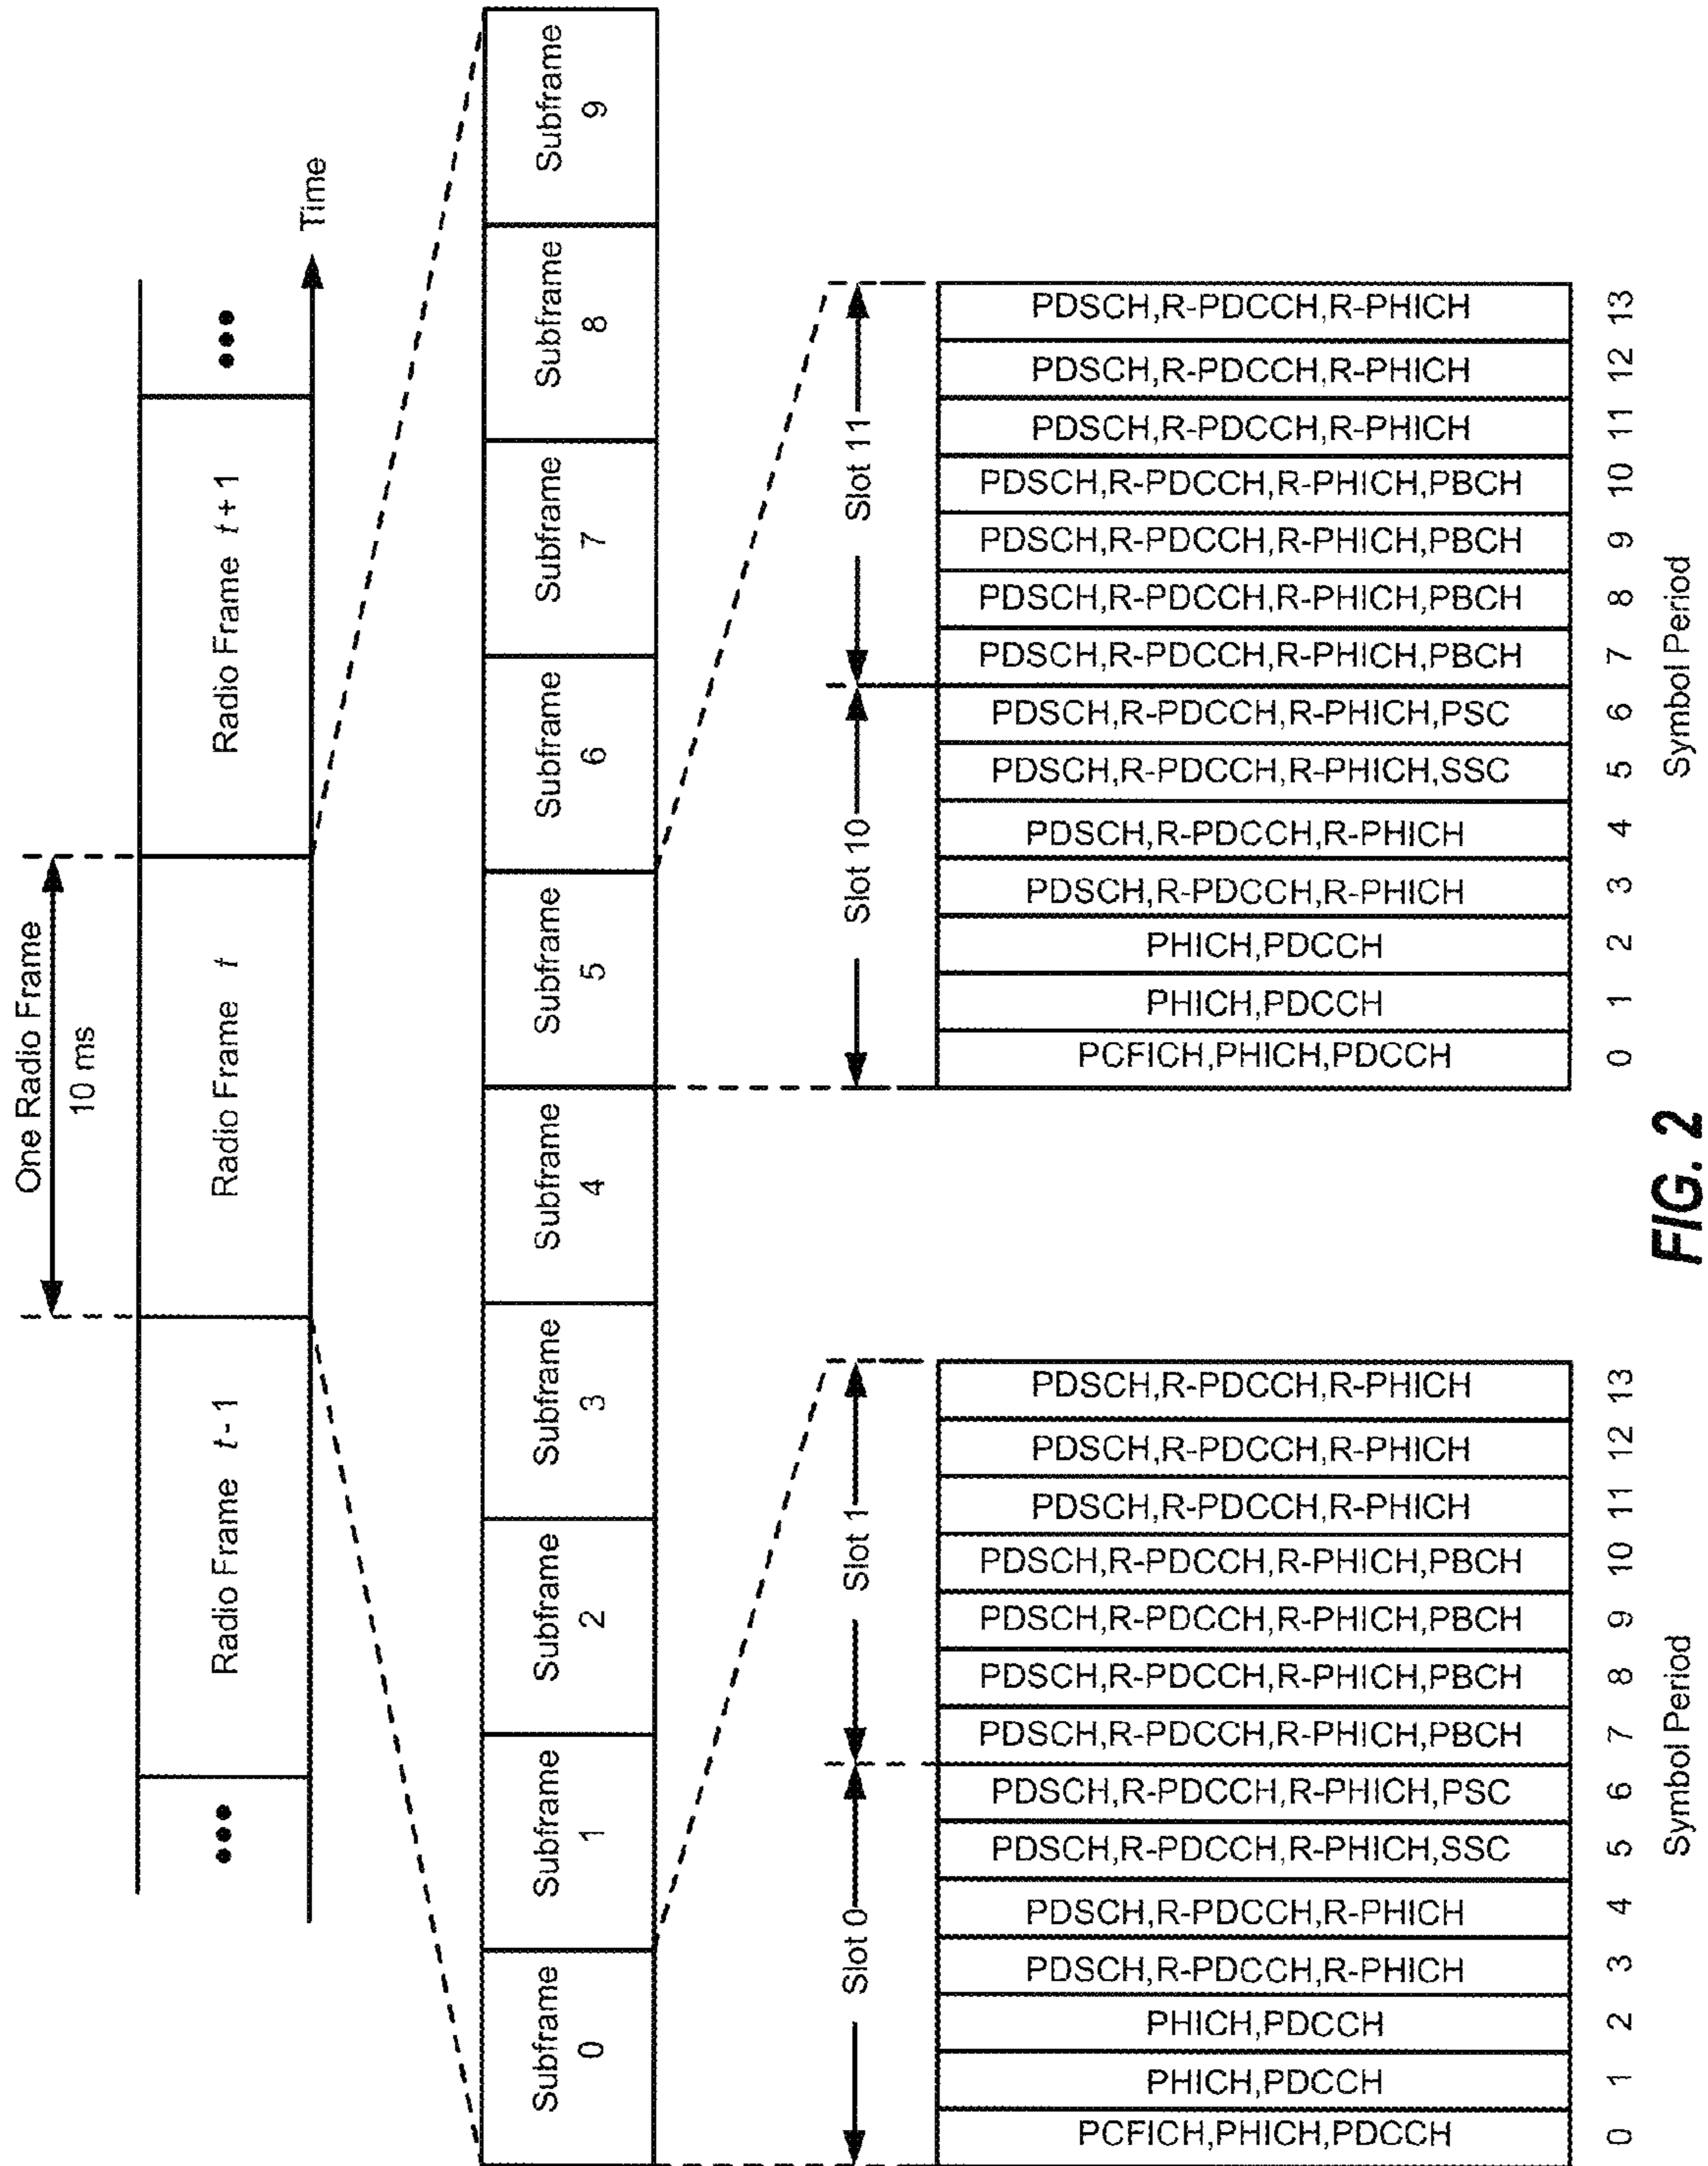 One Radio Frame
10 ms
Radio Frame t-1
Radio Frame t
Radio Frame t+1
Time
Subframe
0
Subframe
1
Subframe
2
Subframe
3
Subframe
4
Subframe
5
Subframe
6
Subframe
7
Subframe
8
Subframe
9
Slot 0
Slot 1
PCFICH,PHICH,PDCCH
PHICH,PDCCH
PHICH,PDCCH
PDSCH,R-PDCCH,R-PHICH
PDSCH,R-PDCCH,R-PHICH
PDSCH,R-PDCCH,R-PHICH,SSC
PDSCH,R-PDCCH,R-PHICH,PSC
PDSCH,R-PDCCH,R-PHICH,PBCH
PDSCH,R-PDCCH,R-PHICH,PBCH
PDSCH,R-PDCCH,R-PHICH,PBCH
PDSCH,R-PDCCH,R-PHICH,PBCH
PDSCH,R-PDCCH,R-PHICH
PDSCH,R-PDCCH,R-PHICH
PDSCH,R-PDCCH,R-PHICH
0 1 2 3 4 5 6 7 8 9 10 11 12 13
Symbol Period
Slot 10
Slot 11
PCFICH,PHICH,PDCCH
PHICH,PDCCH
PHICH,PDCCH
PDSCH,R-PDCCH,R-PHICH
PDSCH,R-PDCCH,R-PHICH
PDSCH,R-PDCCH,R-PHICH,SSC
PDSCH,R-PDCCH,R-PHICH,PSC
PDSCH,R-PDCCH,R-PHICH,PBCH
PDSCH,R-PDCCH,R-PHICH,PBCH
PDSCH,R-PDCCH,R-PHICH,PBCH
PDSCH,R-PDCCH,R-PHICH,PBCH
PDSCH,R-PDCCH,R-PHICH
PDSCH,R-PDCCH,R-PHICH
PDSCH,R-PDCCH,R-PHICH
0 1 2 3 4 5 6 7 8 9 10 11 12 13
Symbol Period
FIG. 2